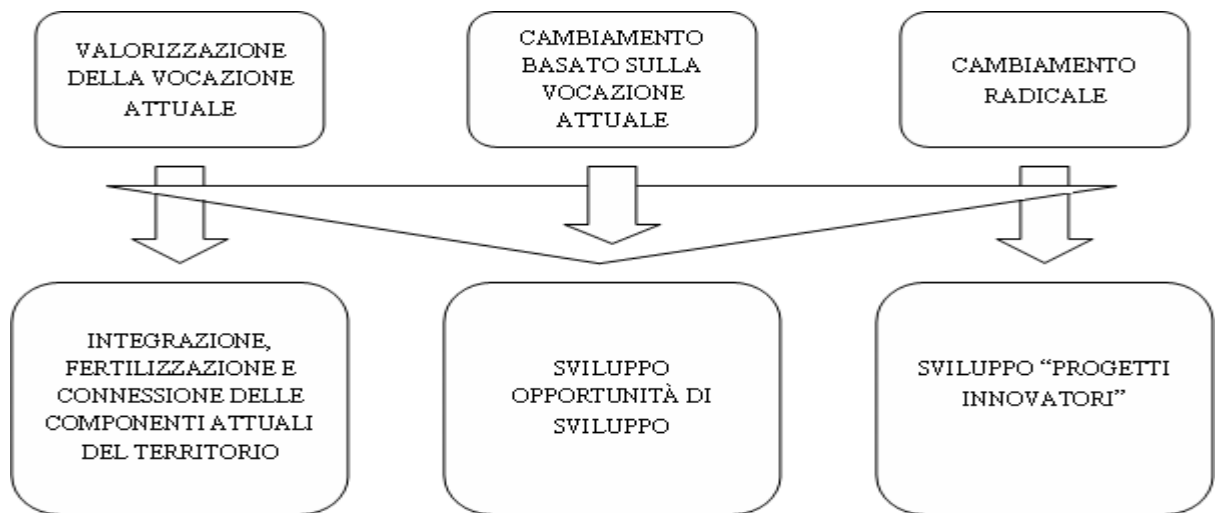 VALORIZZAZIONE
DELLA VOCAZIONE
ATTUALE
CAMBIAMENTO
BASATO SULLA
VOCAZIONE
ATTUALE
CAMBIAMENTO
RADICALE
INTEGRAZIONE,
FERTILIZZAZIONE E
CONNESSIONE DELLE
COMPONENTI ATTUALI
DEL TERRITORIO
SVILUPPO
OPPORTUNITÀ DI
SVILUPPO
SVILUPPO “PROGETTI
INNOVATORI”